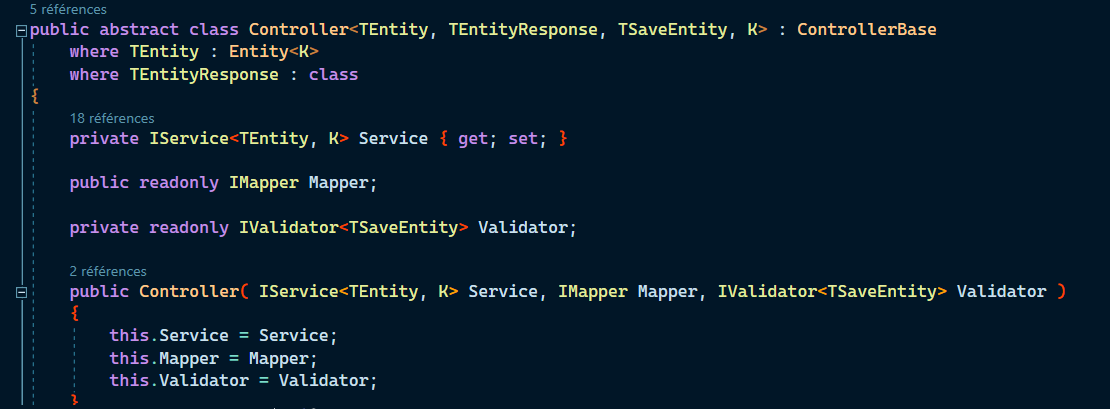 5 références
public abstract class Controller<TEntity, TEntityResponse, TSaveEntity, K> : ControllerBase
where TEntity : Entity<K>
where TEntityResponse : class
{
18 références
private IService<TEntity, K> Service { get; set; }
public readonly IMapper Mapper;
private readonly IValidator<TSaveEntity> Validator;
2 références
public Controller( IService<TEntity, K> Service, IMapper Mapper, IValidator<TSaveEntity> Validator )
{
this.Service = Service;
this.Mapper = Mapper;
this.Validator = Validator;
}